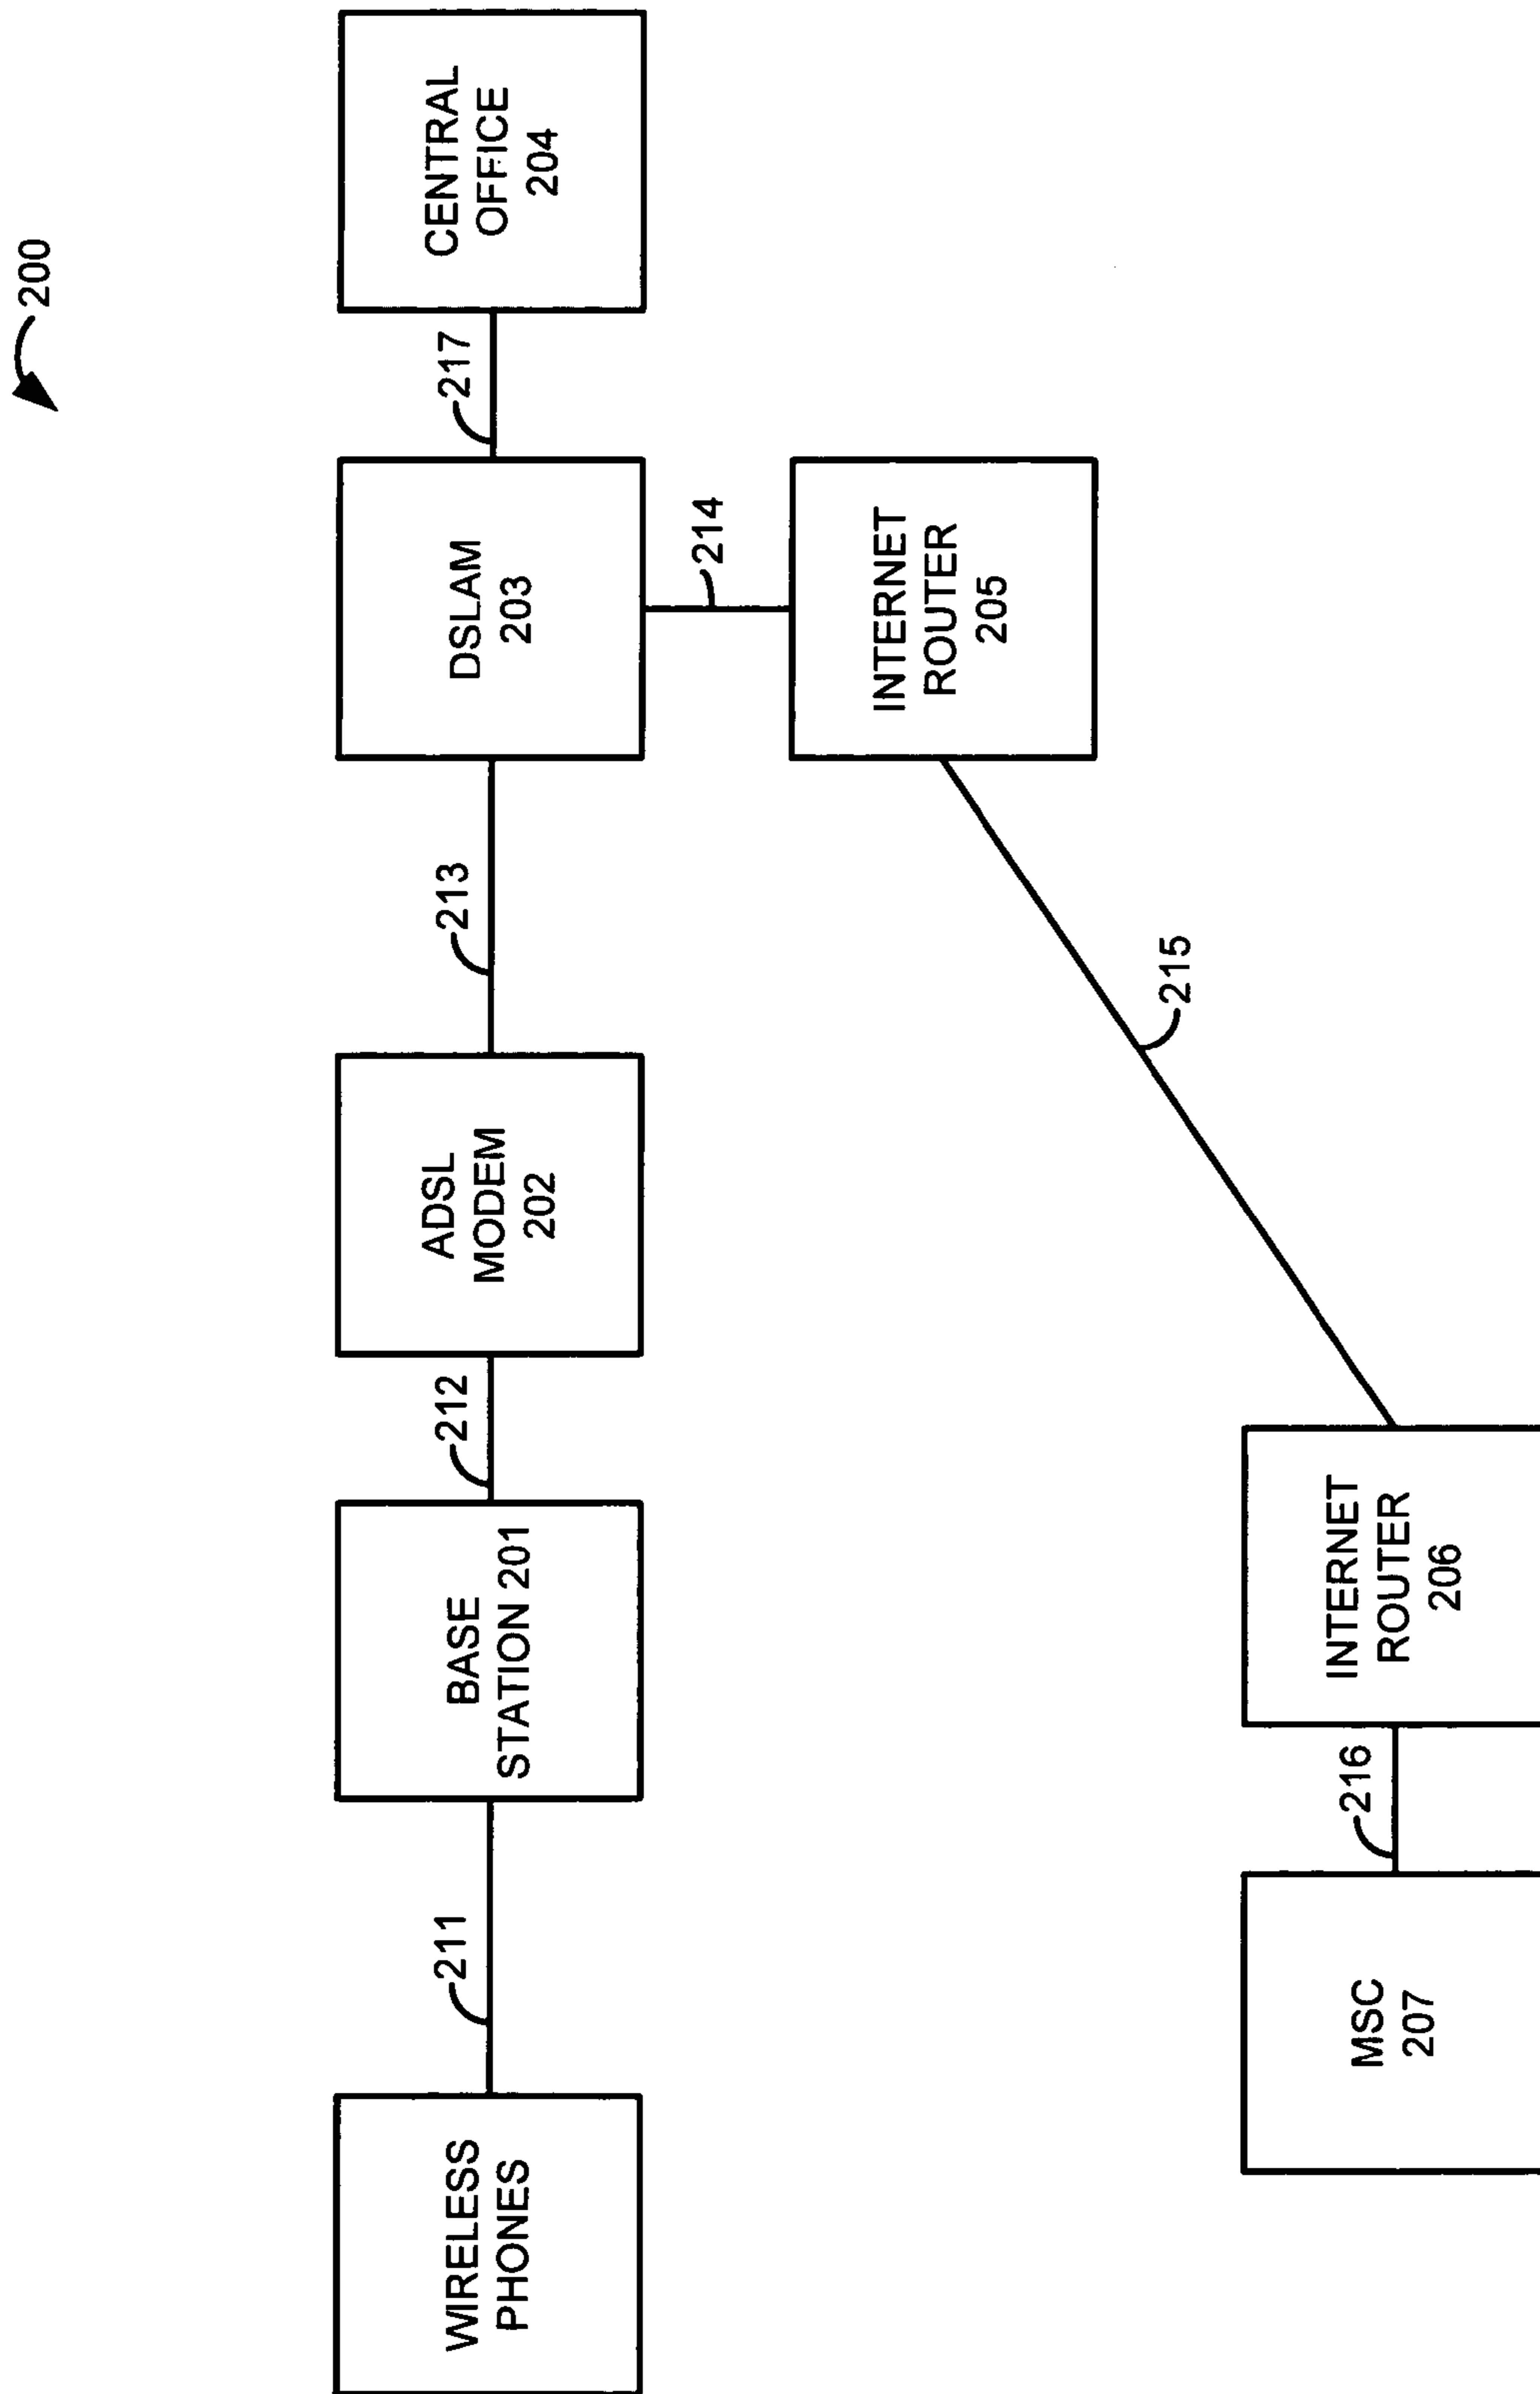 200
WIRELESS
PHONES
211
BASE
STATION 201
212
ADSL
MODEM
202
213
DSLAM
203
217
CENTRAL
OFFICE
204
214
INTERNET
ROUTER
205
215
INTERNET
ROUTER
206
216
MSC
207